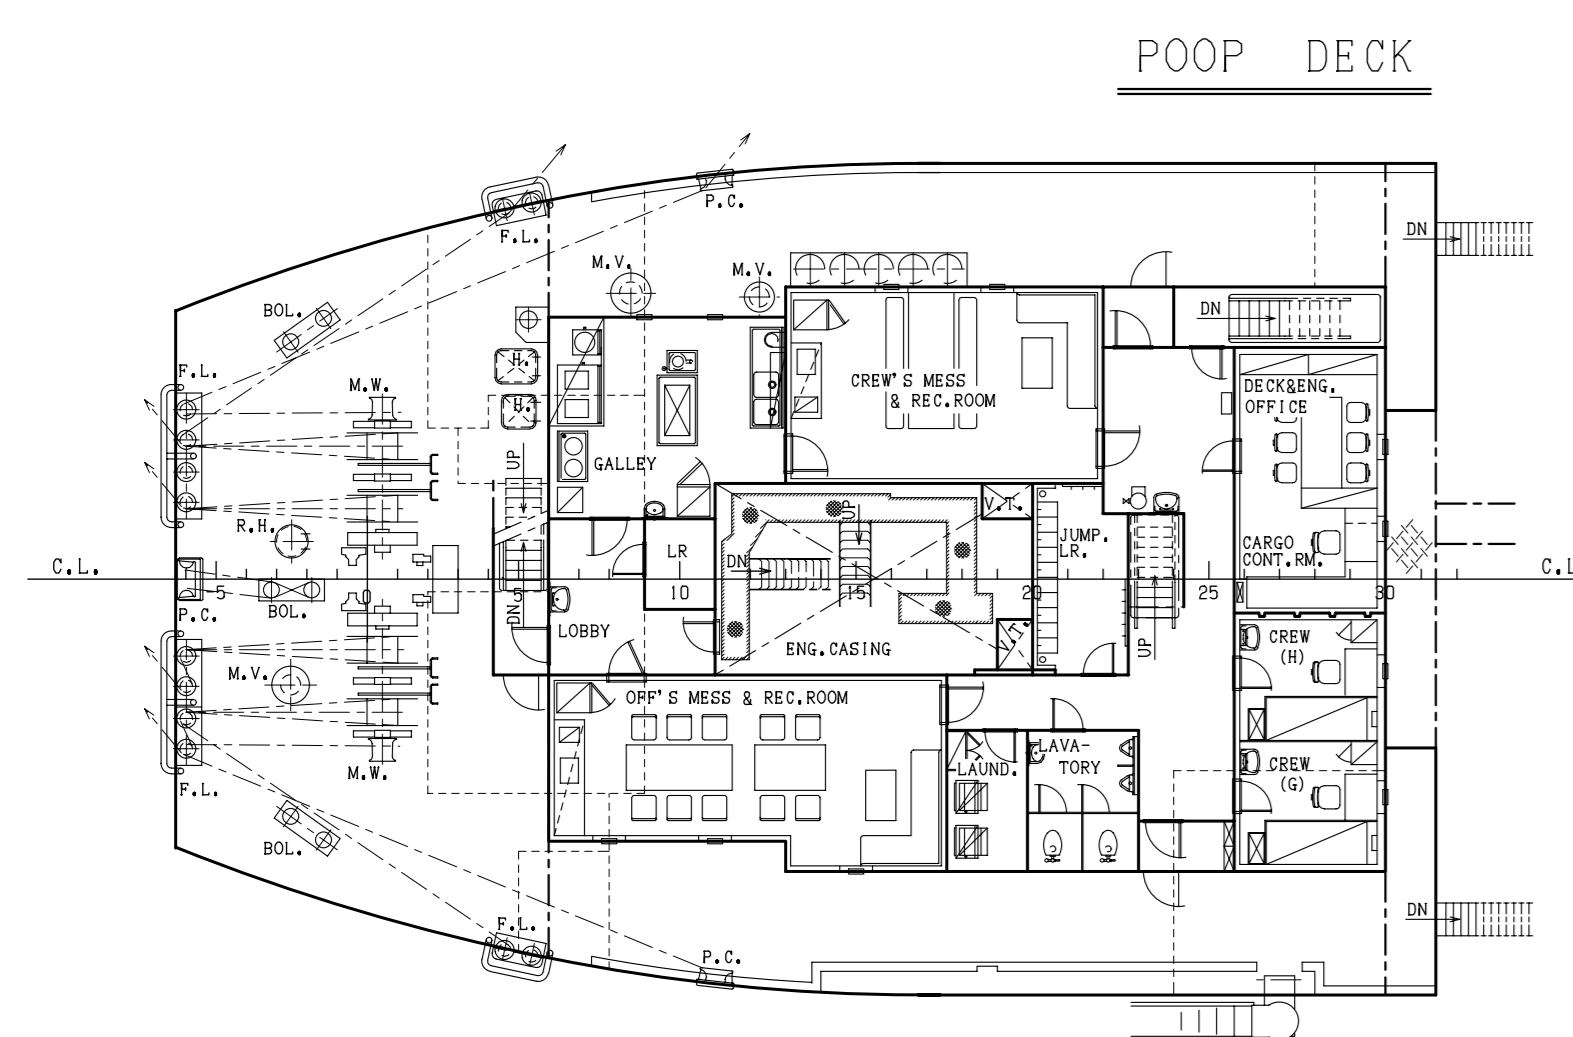 POOP DECK
P.C.
DN
F.L.
M.V.
M.V.
BOL.
DN
H.
F.L.
M.W.
CREW'S MESS
& REC.ROOM
DECK&ENG.
OFFICE
H.
UP
GALLEY
V.T.
UP
R.H.
JUMP.
LR.
LR
DN
CARGO
CONT.RM.
C.L.
C.L
5
0
5
10
15
20
25
30
P.C.
BOL.
DN
LOBBY
V.T.
UP
ENG.CASING
CREW
(H)
M.V.
OFF'S MESS & REC.ROOM
LAVA-
TORY
LAUND.
CREW
(G)
M.W.
F.L.
BOL.
F.L.
DN
P.C.